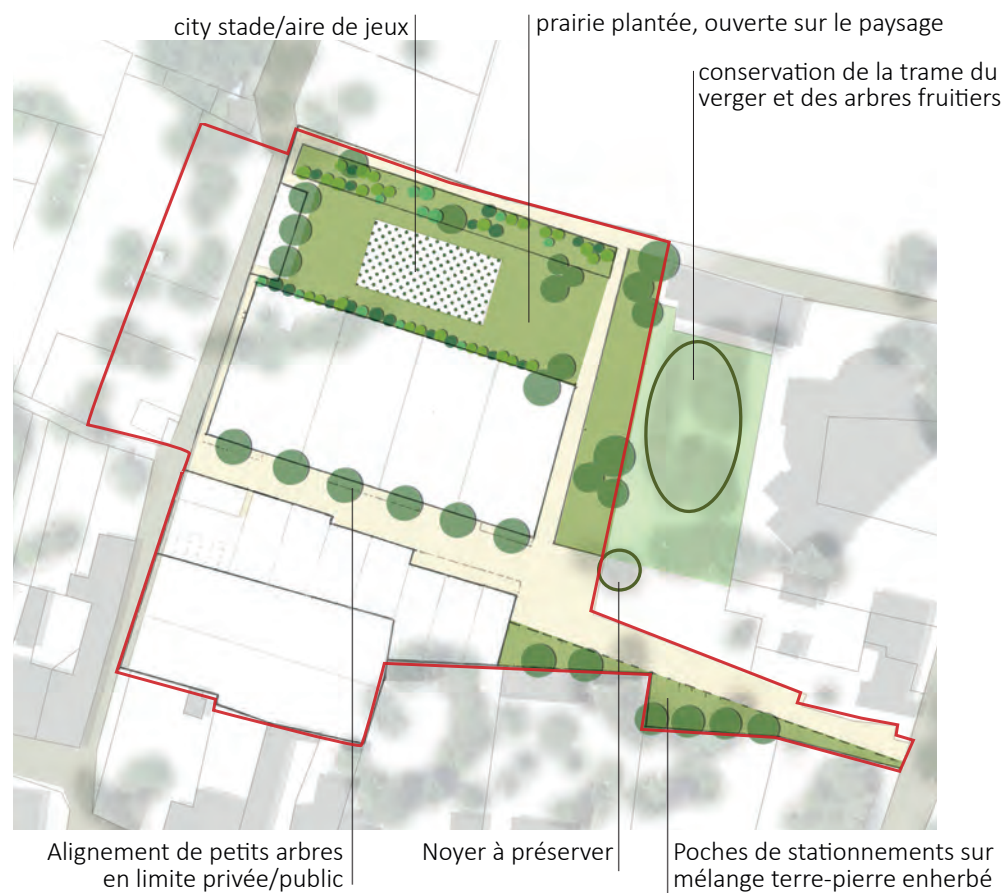 city stade/aire de jeux
prairie plantée, ouverte sur le paysage
conservation de la trame du
verger et des arbres fruitiers
Alignement de petits arbres
en limite privée/public
Noyer à préserver
Poches de stationnements sur
mélange terre-pierre enherbé